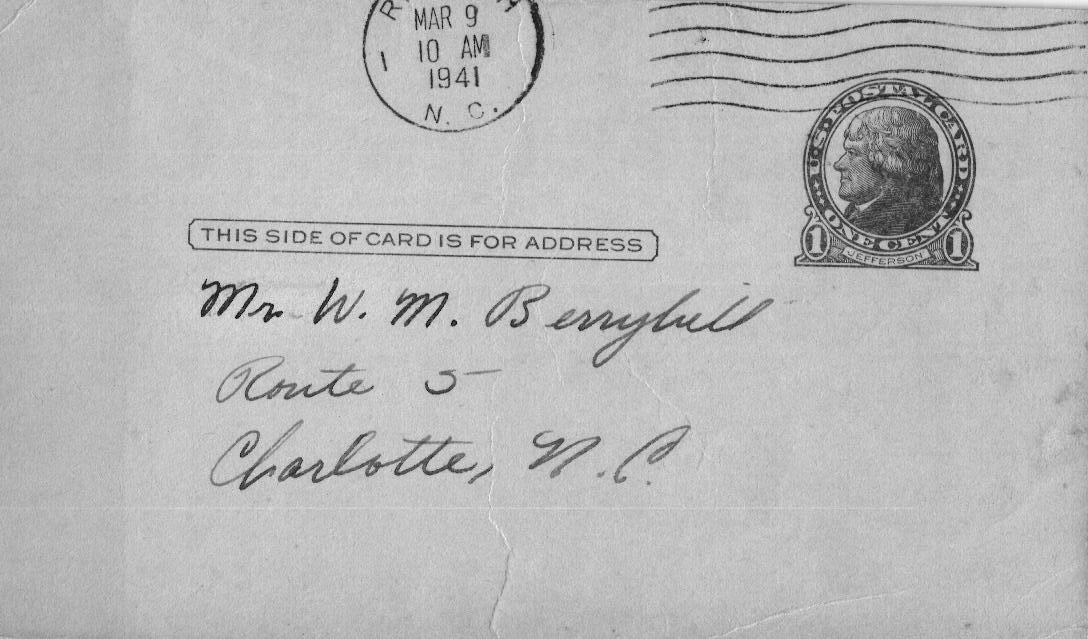 MAR 9
10 AM
1941
N. C.
1
U.S. POSTAL CARD
ONE CENT
1 JEFFERSON 1
THIS SIDE OF CARD IS FOR ADDRESS
Mr. W. M. Berryhill
Route 5
Charlotte, N.C.